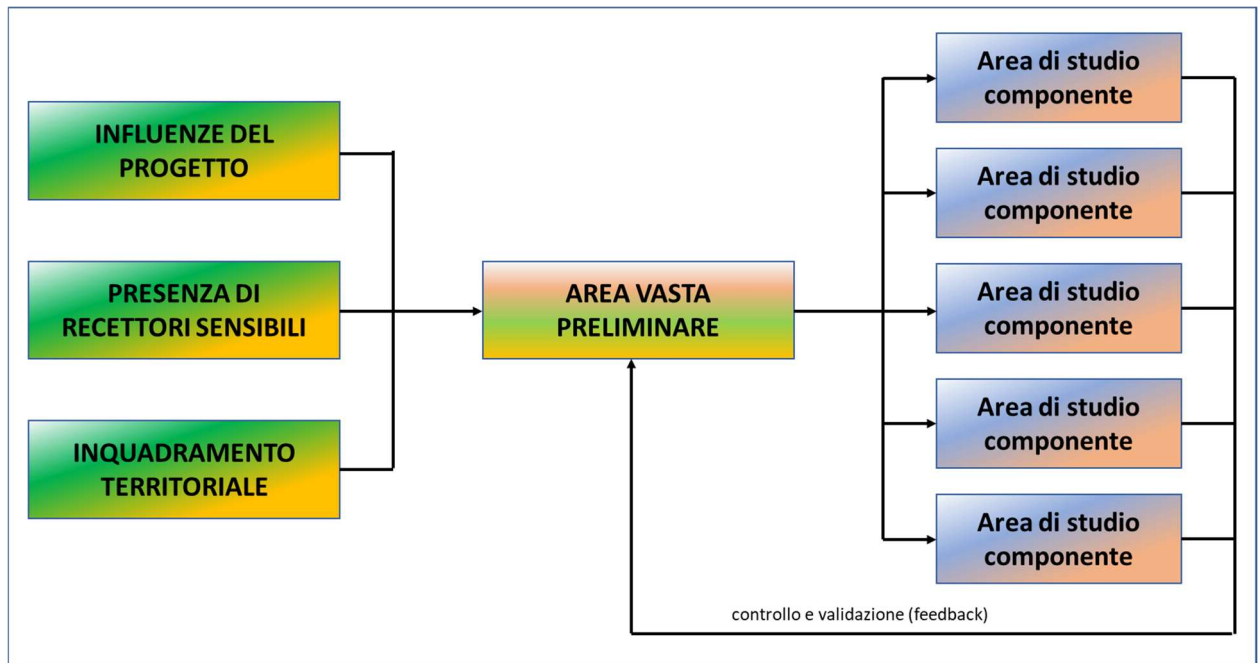 INFLUENZE DEL
PROGETTO
PRESENZA DI
RECETTORI SENSIBILI
INQUADRAMENTO
TERRITORIALE
AREA VASTA
PRELIMINARE
Area di studio
componente
Area di studio
componente
Area di studio
componente
Area di studio
componente
Area di studio
componente
controllo e validazione (feedback)